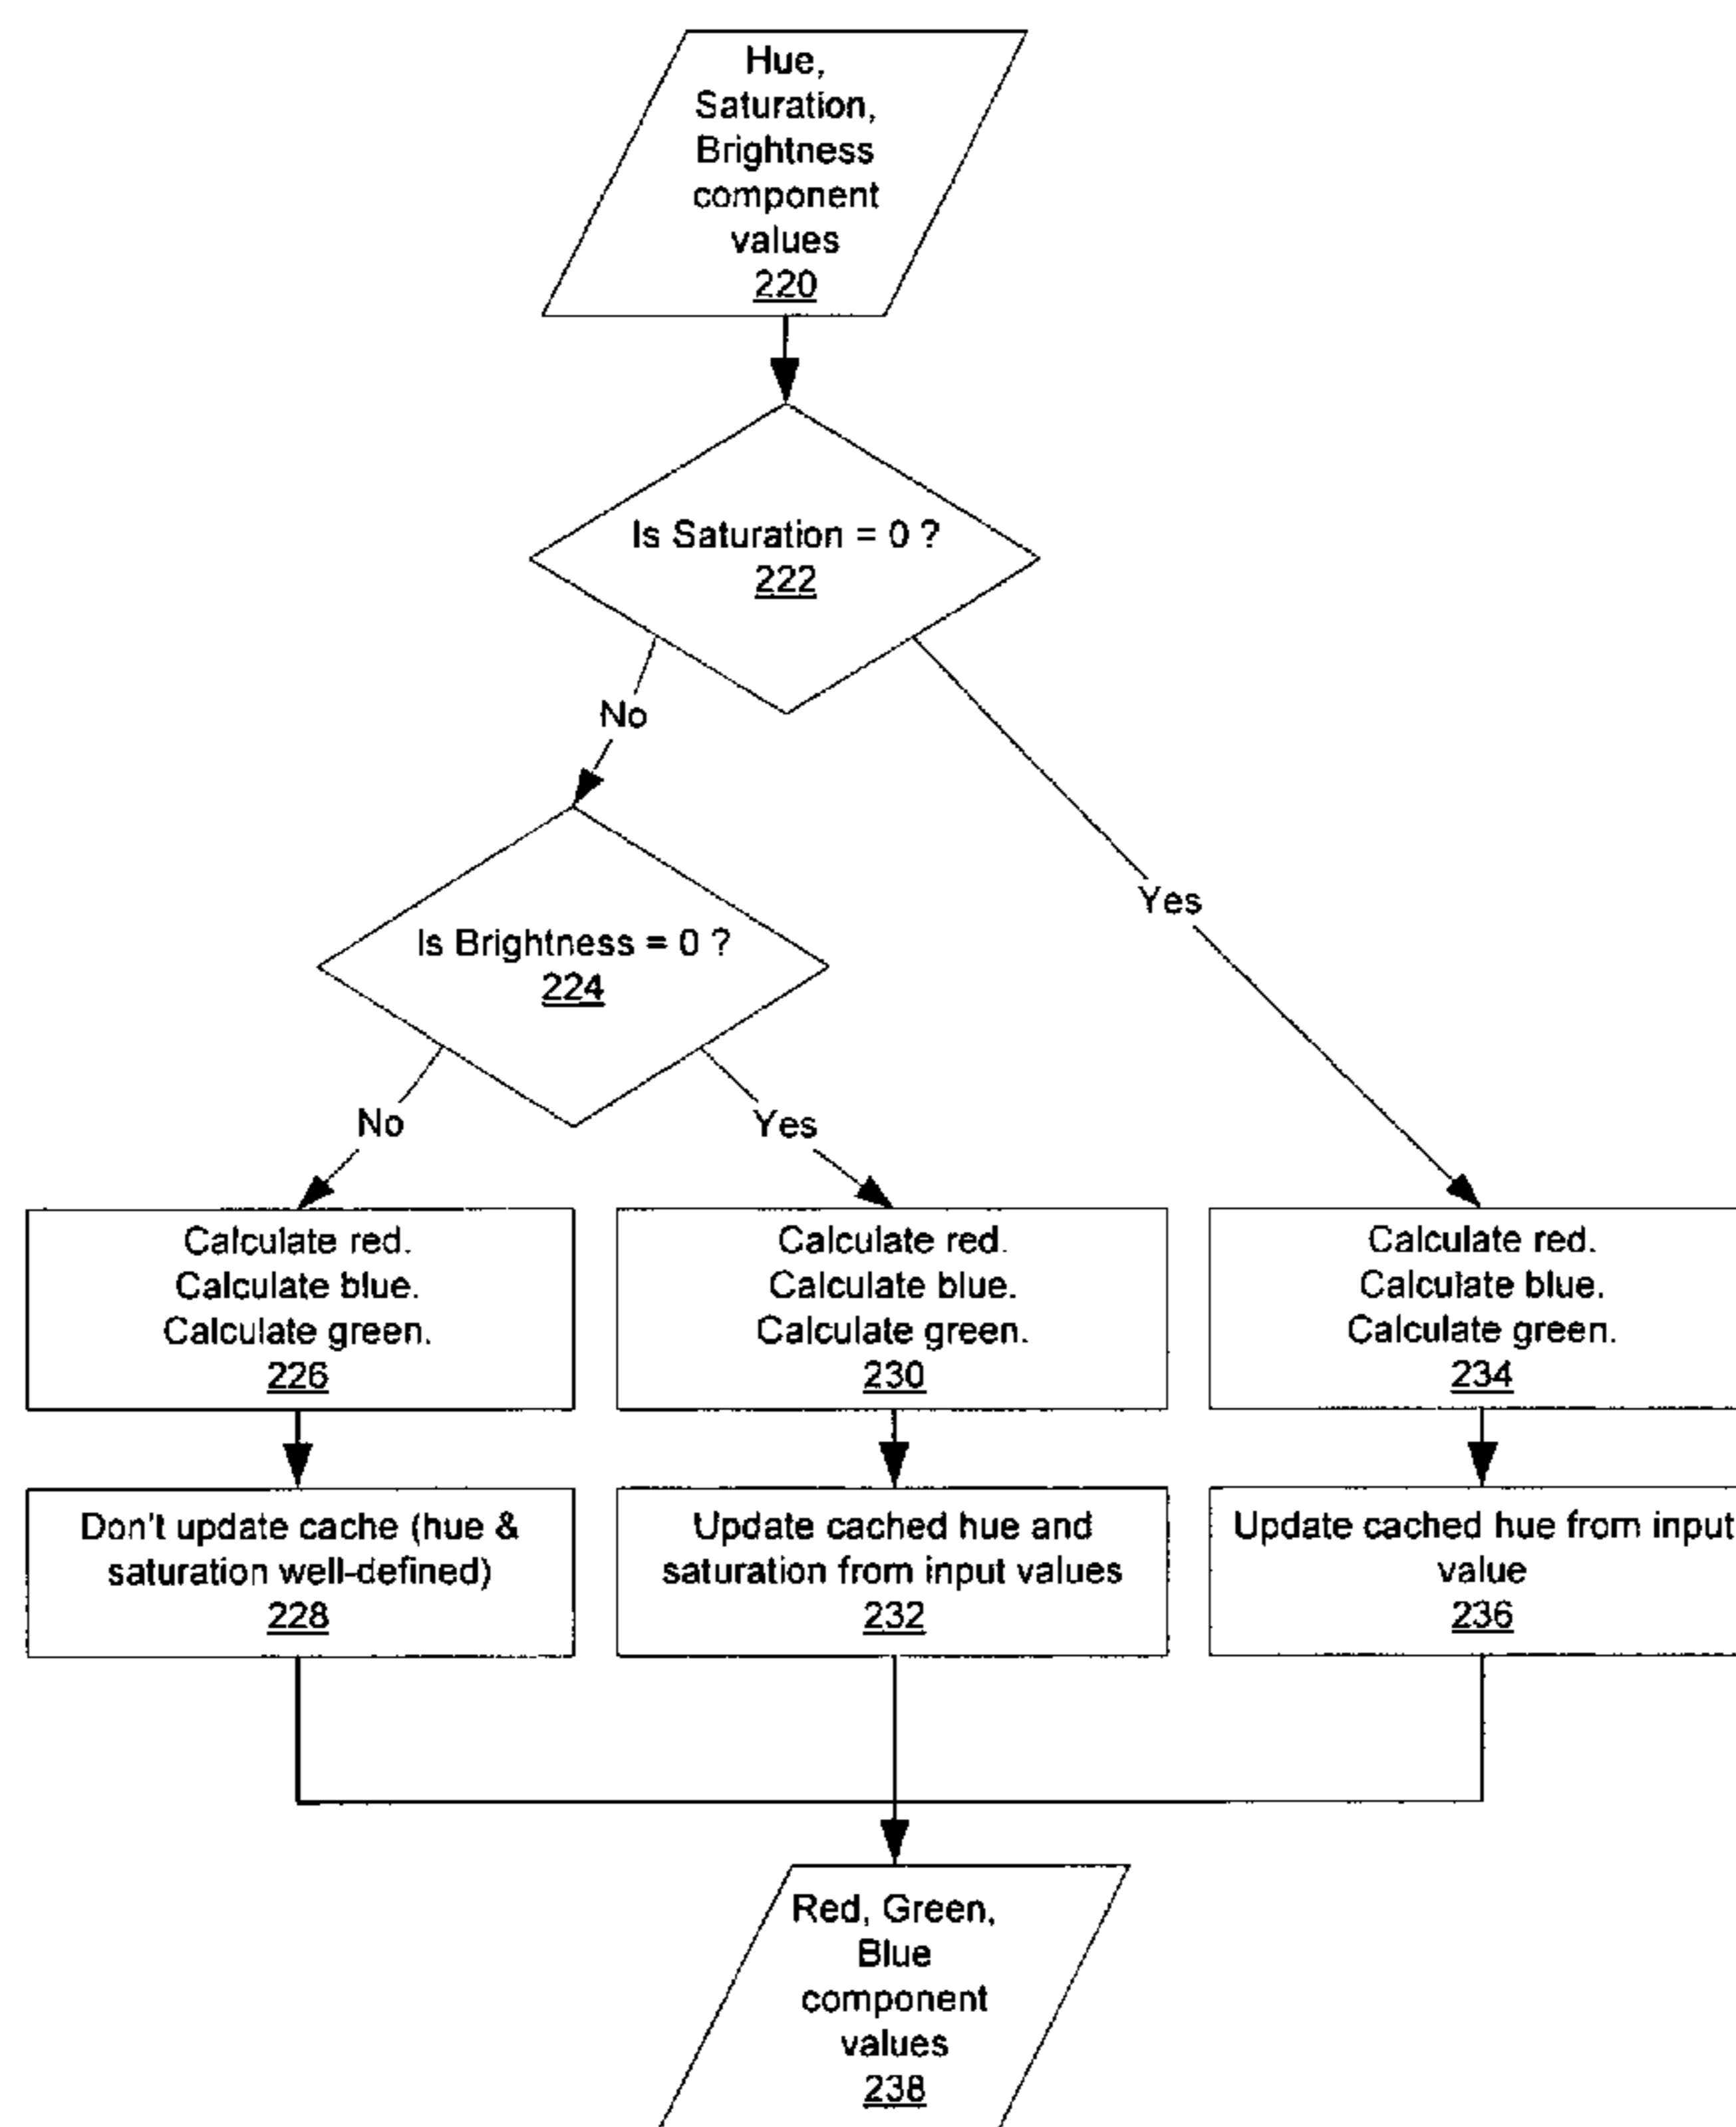 Hue,
Saturation,
Brightness
component
values
220
Is Saturation = 0 ?
222
No
Yes
Is Brightness = 0 ?
224
No
Yes
Calculate red.
Calculate blue.
Calculate green.
226
Calculate red.
Calculate blue.
Calculate green.
230
Calculate red.
Calculate blue.
Calculate green.
234
Don't update cache (hue &
saturation well-defined)
228
Update cached hue and
saturation from input values
232
Update cached hue from input
value
236
Red, Green,
Blue
component
values
238